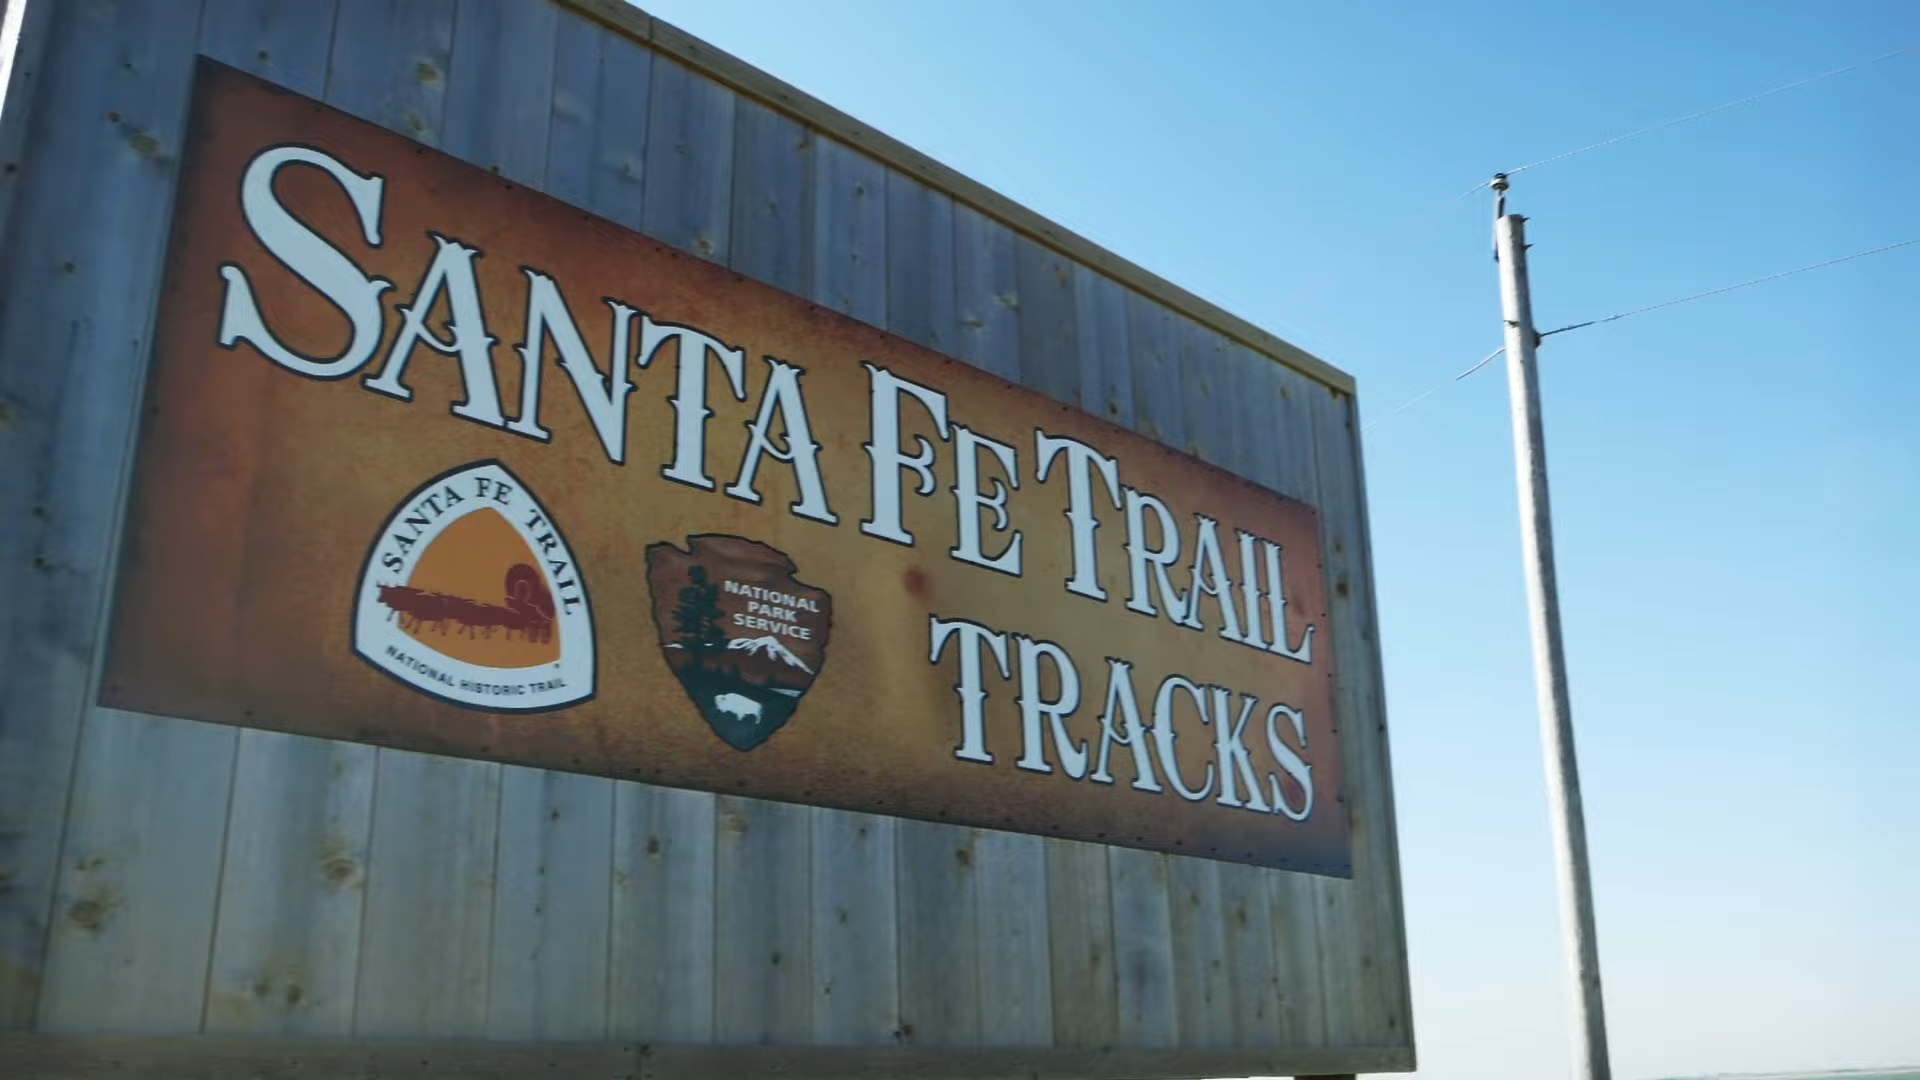 SANTA FE TRAIL
TRACKS
SANTA FE TRAIL
NATIONAL HISTORIC TRAIL
NATIONAL
PARK
SERVICE